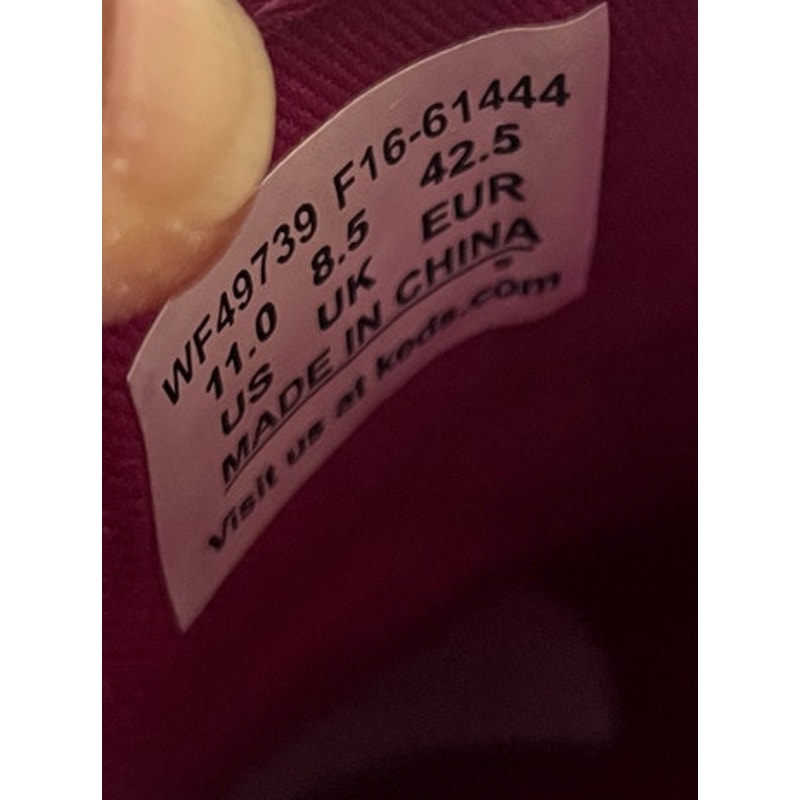 WF49739 F16-61444
11.0 8.5 42.5
US UK EUR
MADE IN CHINA
Visit us at keds.com